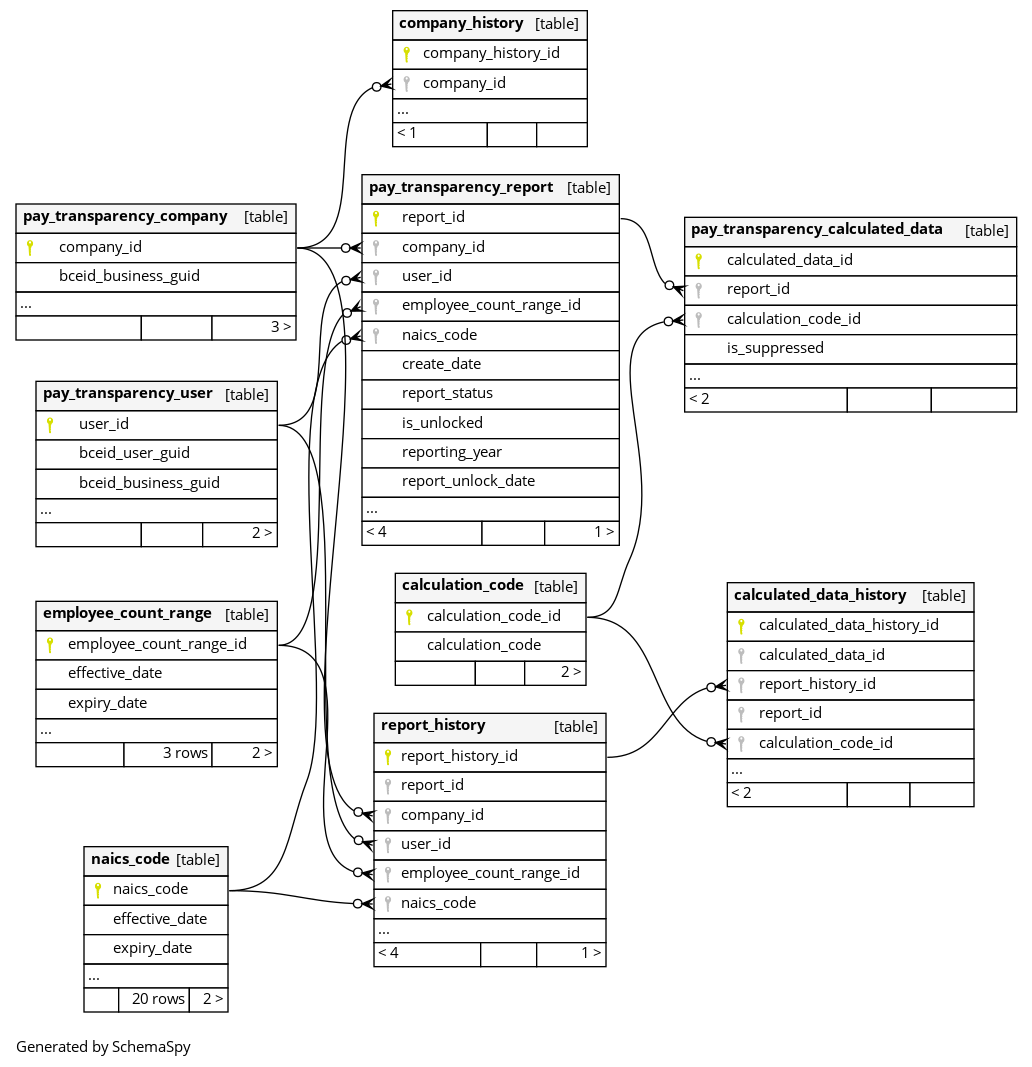 company_history [table]
company_history_id
company_id
...
< 1
pay_transparency_company [table]
company_id
bceid_business_guid
...
3 >
pay_transparency_user [table]
user_id
bceid_user_guid
bceid_business_guid
...
2 >
employee_count_range [table]
employee_count_range_id
effective_date
expiry_date
...
3 rows 2 >
naics_code [table]
naics_code
effective_date
expiry_date
...
20 rows 2 >
pay_transparency_report [table]
report_id
company_id
user_id
employee_count_range_id
naics_code
create_date
report_status
is_unlocked
reporting_year
report_unlock_date
...
< 4 1 >
calculation_code [table]
calculation_code_id
calculation_code
2 >
report_history [table]
report_history_id
report_id
company_id
user_id
employee_count_range_id
naics_code
...
< 4 1 >
pay_transparency_calculated_data [table]
calculated_data_id
report_id
calculation_code_id
is_suppressed
...
< 2
calculated_data_history [table]
calculated_data_history_id
calculated_data_id
report_history_id
report_id
calculation_code_id
...
< 2
Generated by SchemaSpy